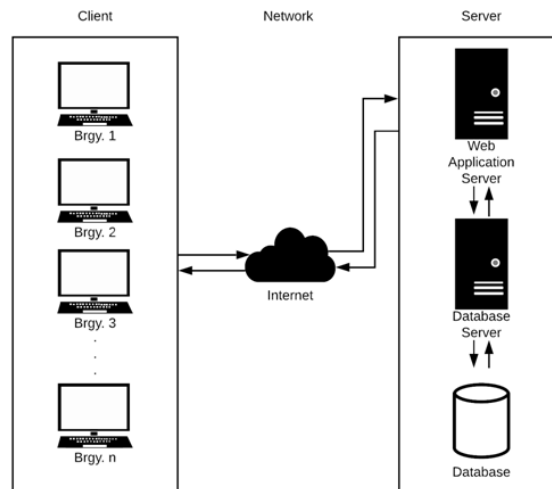 Client
Network
Server
Brgy. 1
Brgy. 2
Brgy. 3
Brgy. n
Internet
Web
Application
Server
Database
Server
Database